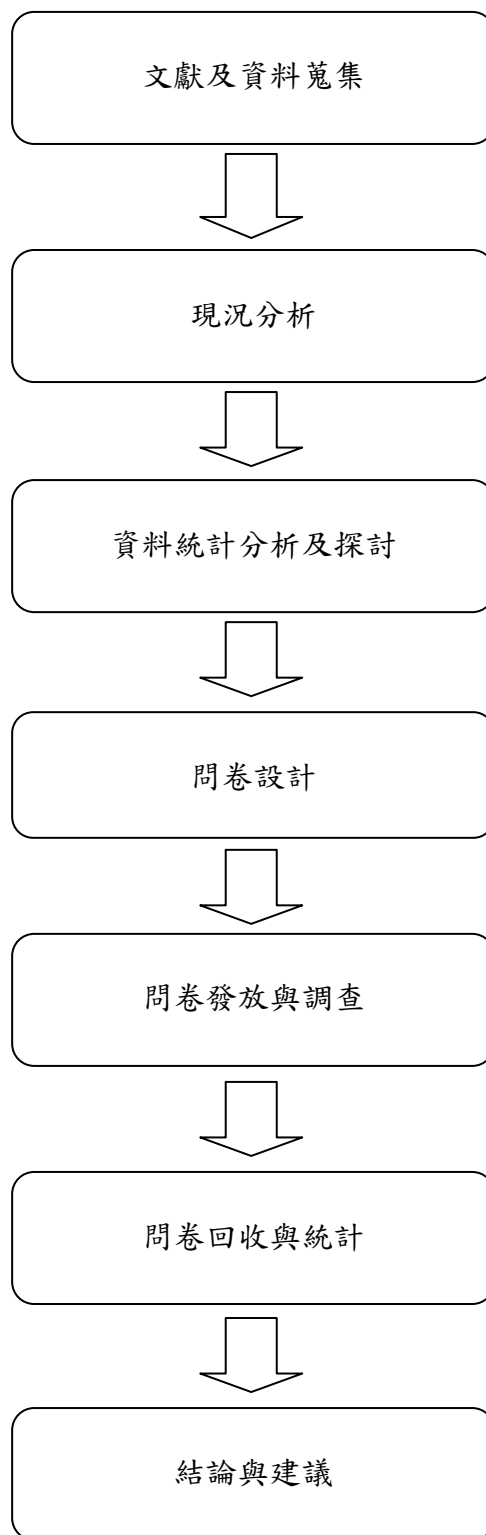 文獻及資料蒐集
現況分析
資料統計分析及探討
問卷設計
問卷發放與調查
問卷回收與統計
結論與建議